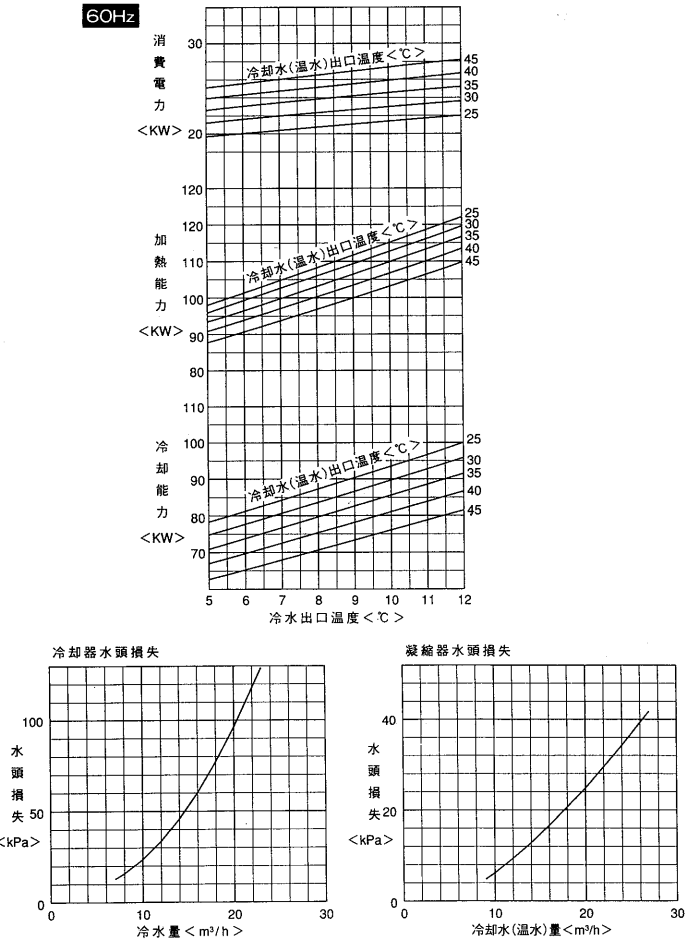 60Hz
消費電力
<KW>
30
20
冷却水(温水)出口温度<℃>
45
40
35
30
25
加熱能力
<KW>
120
120
110
100
90
80
冷却水(温水)出口温度<℃>
25
30
35
40
45
冷却能力
<KW>
110
100
90
80
70
冷却水(温水)出口温度<℃>
25
30
35
40
45
5 6 7 8 9 10 11 12
冷水出口温度<℃>
冷却器水頭損失
水頭損失
<kPa>
100
50
0
10 20 30
冷水量<m³/h>
凝縮器水頭損失
水頭損失
<kPa>
40
20
0
0 10 20 30
冷却水(温水)量<m³/h>